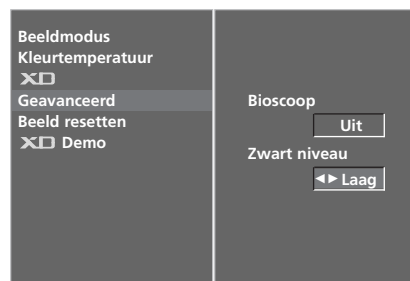 Beeldmodus
Kleurtemperatuur
XD
Geavanceerd
Beeld resetten
XD Demo
Bioscoop
Uit
Zwart niveau
◄► Laag